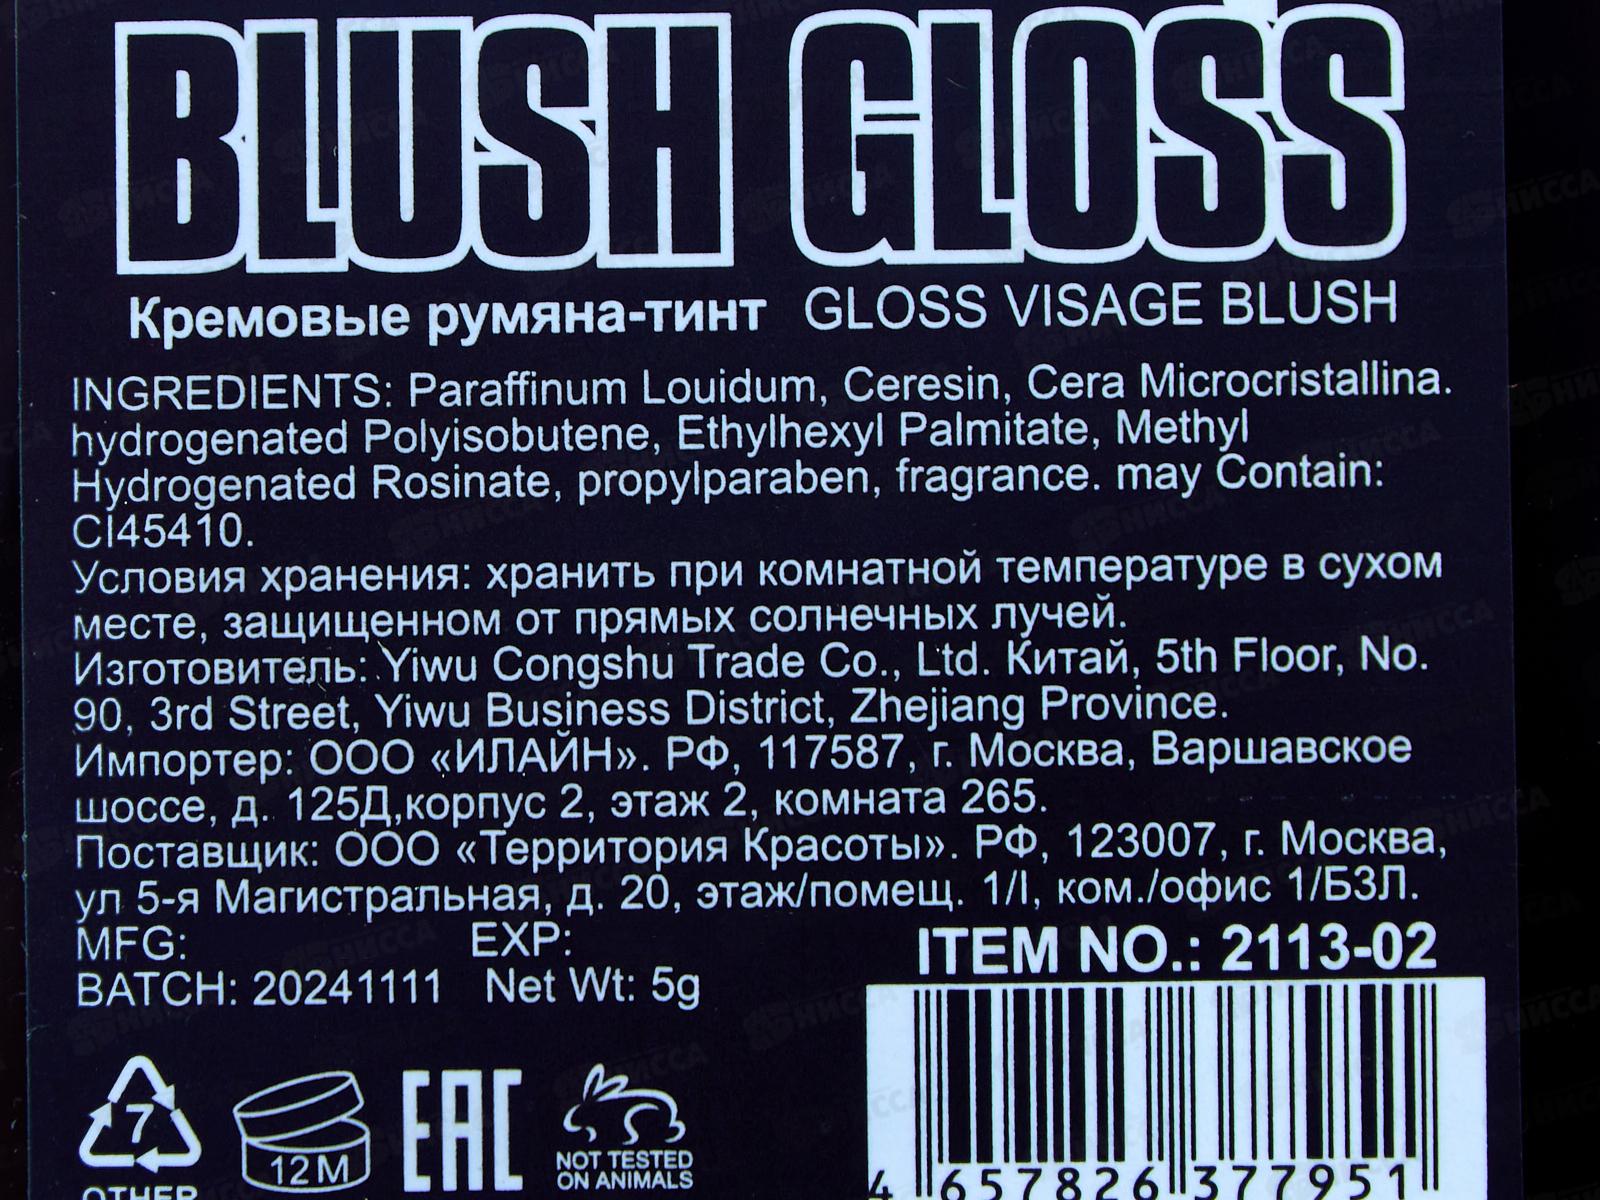 BLUSH GLOSS
Кремовые румяна-тинт GLOSS VISAGE BLUSH
INGREDIENTS: Paraffinum Louidum, Ceresin, Cera Microcristallina.
hydrogenated Polyisobutene, Ethylhexyl Palmitate, Methyl
Hydrogenated Rosinate, propylparaben, fragrance. may Contain:
CI45410.
Условия хранения: хранить при комнатной температуре в сухом
месте, защищенном от прямых солнечных лучей.
Изготовитель: Yiwu Congshu Trade Co., Ltd. Китай, 5th Floor, No.
90, 3rd Street, Yiwu Business District, Zhejiang Province.
Импортер: ООО «ИЛАЙН». РФ, 117587, г. Москва, Варшавское
шоссе, д. 125Д,корпус 2, этаж 2, комната 265.
Поставщик: ООО «Территория Красоты». РФ, 123007, г. Москва,
ул 5-я Магистральная, д. 20, этаж/помещ. 1/I, ком./офис 1/БЗЛ.
MFG: EXP:
BATCH: 20241111 Net Wt: 5g
ITEM NO.: 2113-02
7
OTHER
12M
EAC
NOT TESTED
ON ANIMALS
4 657826 377951